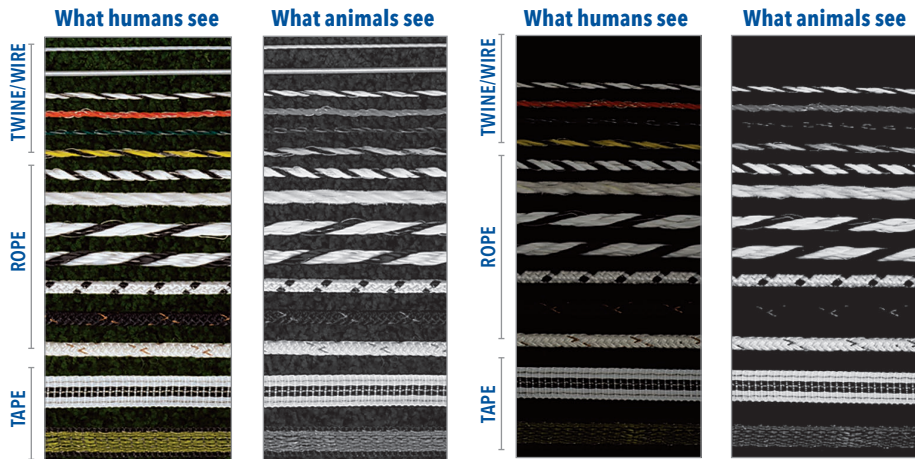 What humans see
What animals see
What humans see
What animals see
TWINE/WIRE
ROPE
TAPE
TWINE/WIRE
ROPE
TAPE